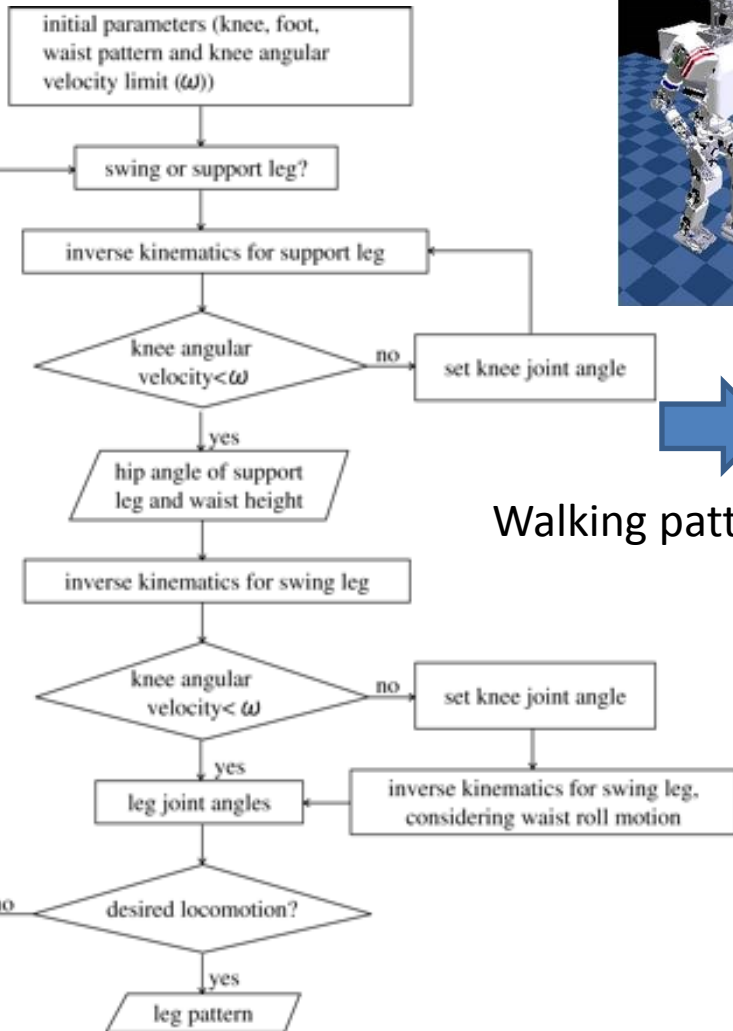 initial parameters (knee, foot,
waist pattern and knee angular
velocity limit (ω))
swing or support leg?
inverse kinematics for support leg
knee angular
velocity<ω
no
set knee joint angle
yes
hip angle of support
leg and waist height
Walking patt
inverse kinematics for swing leg
knee angular
velocity< ω
no
set knee joint angle
yes
leg joint angles
inverse kinematics for swing leg,
considering waist roll motion
no
desired locomotion?
yes
leg pattern